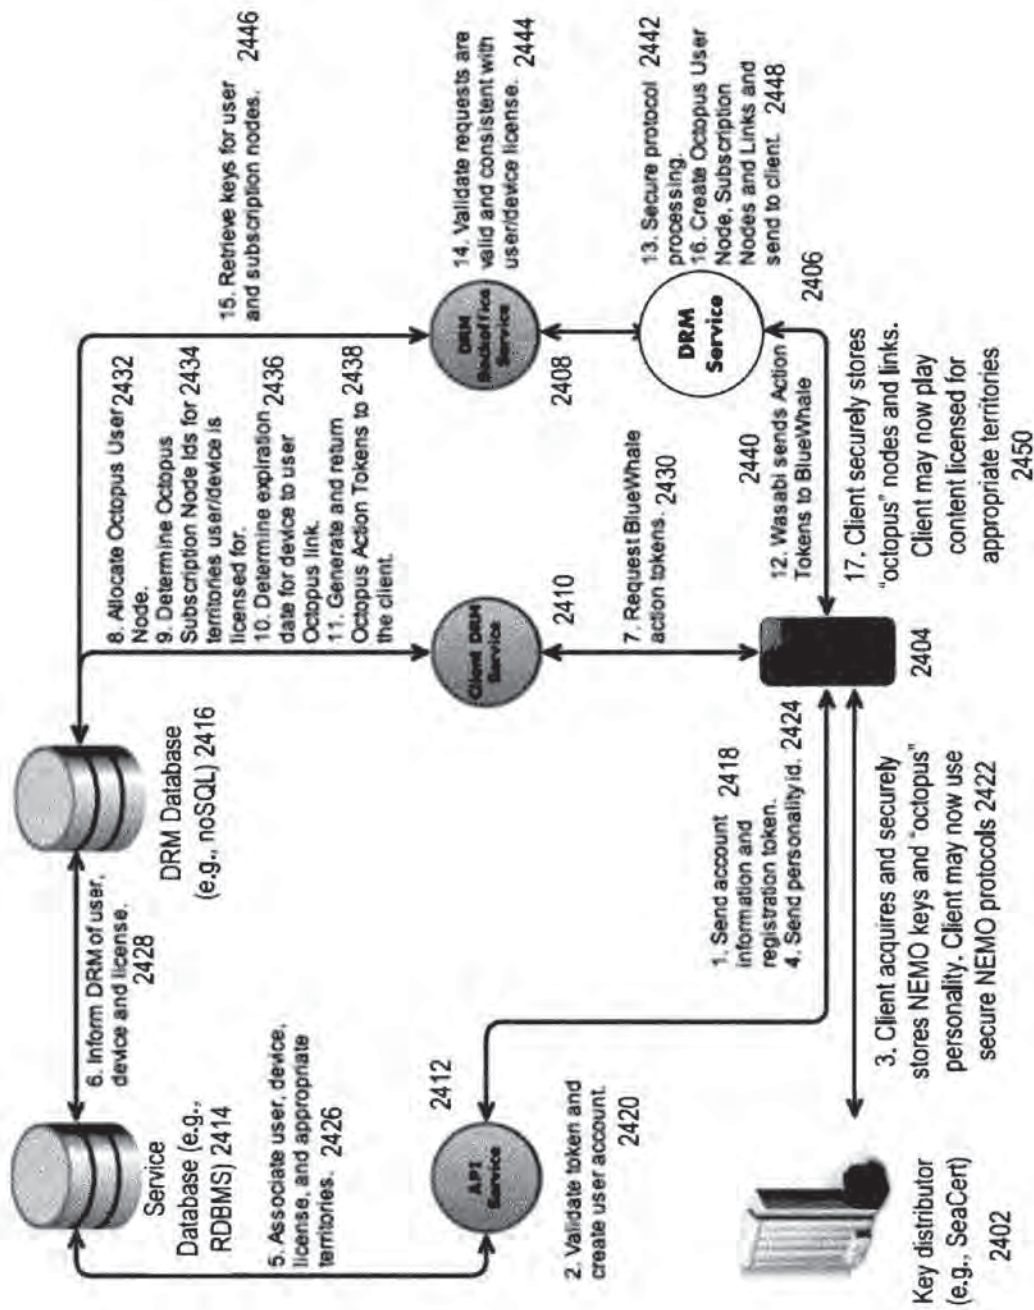 Service
Database (e.g.,
RDBMS) 2414
6. Inform DRM of user,
device and license.
2428
DRM Database
(e.g., noSQL) 2416
5. Associate user, device,
license, and appropriate
territories. 2426
8. Allocate Octopus User 2432
Node.
9. Determine Octopus
Subscription Node Ids for 2434
territories user/device is
licensed for.
10. Determine expiration 2436
date for device to user
Octopus link.
11. Generate and return
Octopus Action Tokens to 2438
the client.
15. Retrieve keys for user
and subscription nodes. 2446
API
Service
2412
Client DRM
Service
2410
DRM
Backoffice
Service
2408
14. Validate requests are
valid and consistent with
user/device license. 2444
2. Validate token and
create user account.
2420
1. Send account 2418
information and
registration token.
4. Send personality id. 2424
7. Request BlueWhale
action tokens. 2430
DRM
Service
2406
13. Secure protocol 2442
processing.
16. Create Octopus User
Node, Subscription
Nodes and Links and
send to client. 2448
2440
12. Wasabi sends Action
Tokens to BlueWhale
Key distributor
(e.g., SeaCert)
2402
3. Client acquires and securely
stores NEMO keys and "octopus"
personality. Client may now use
secure NEMO protocols 2422
2404
17. Client securely stores
"octopus" nodes and links.
Client may now play
content licensed for
appropriate territories
2450